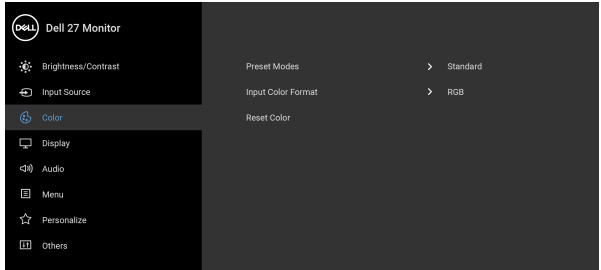 DELL
Dell 27 Monitor
Brightness/Contrast
Preset Modes Standard
Input Source
Input Color Format RGB
Color
Reset Color
Display
Audio
Menu
Personalize
Others